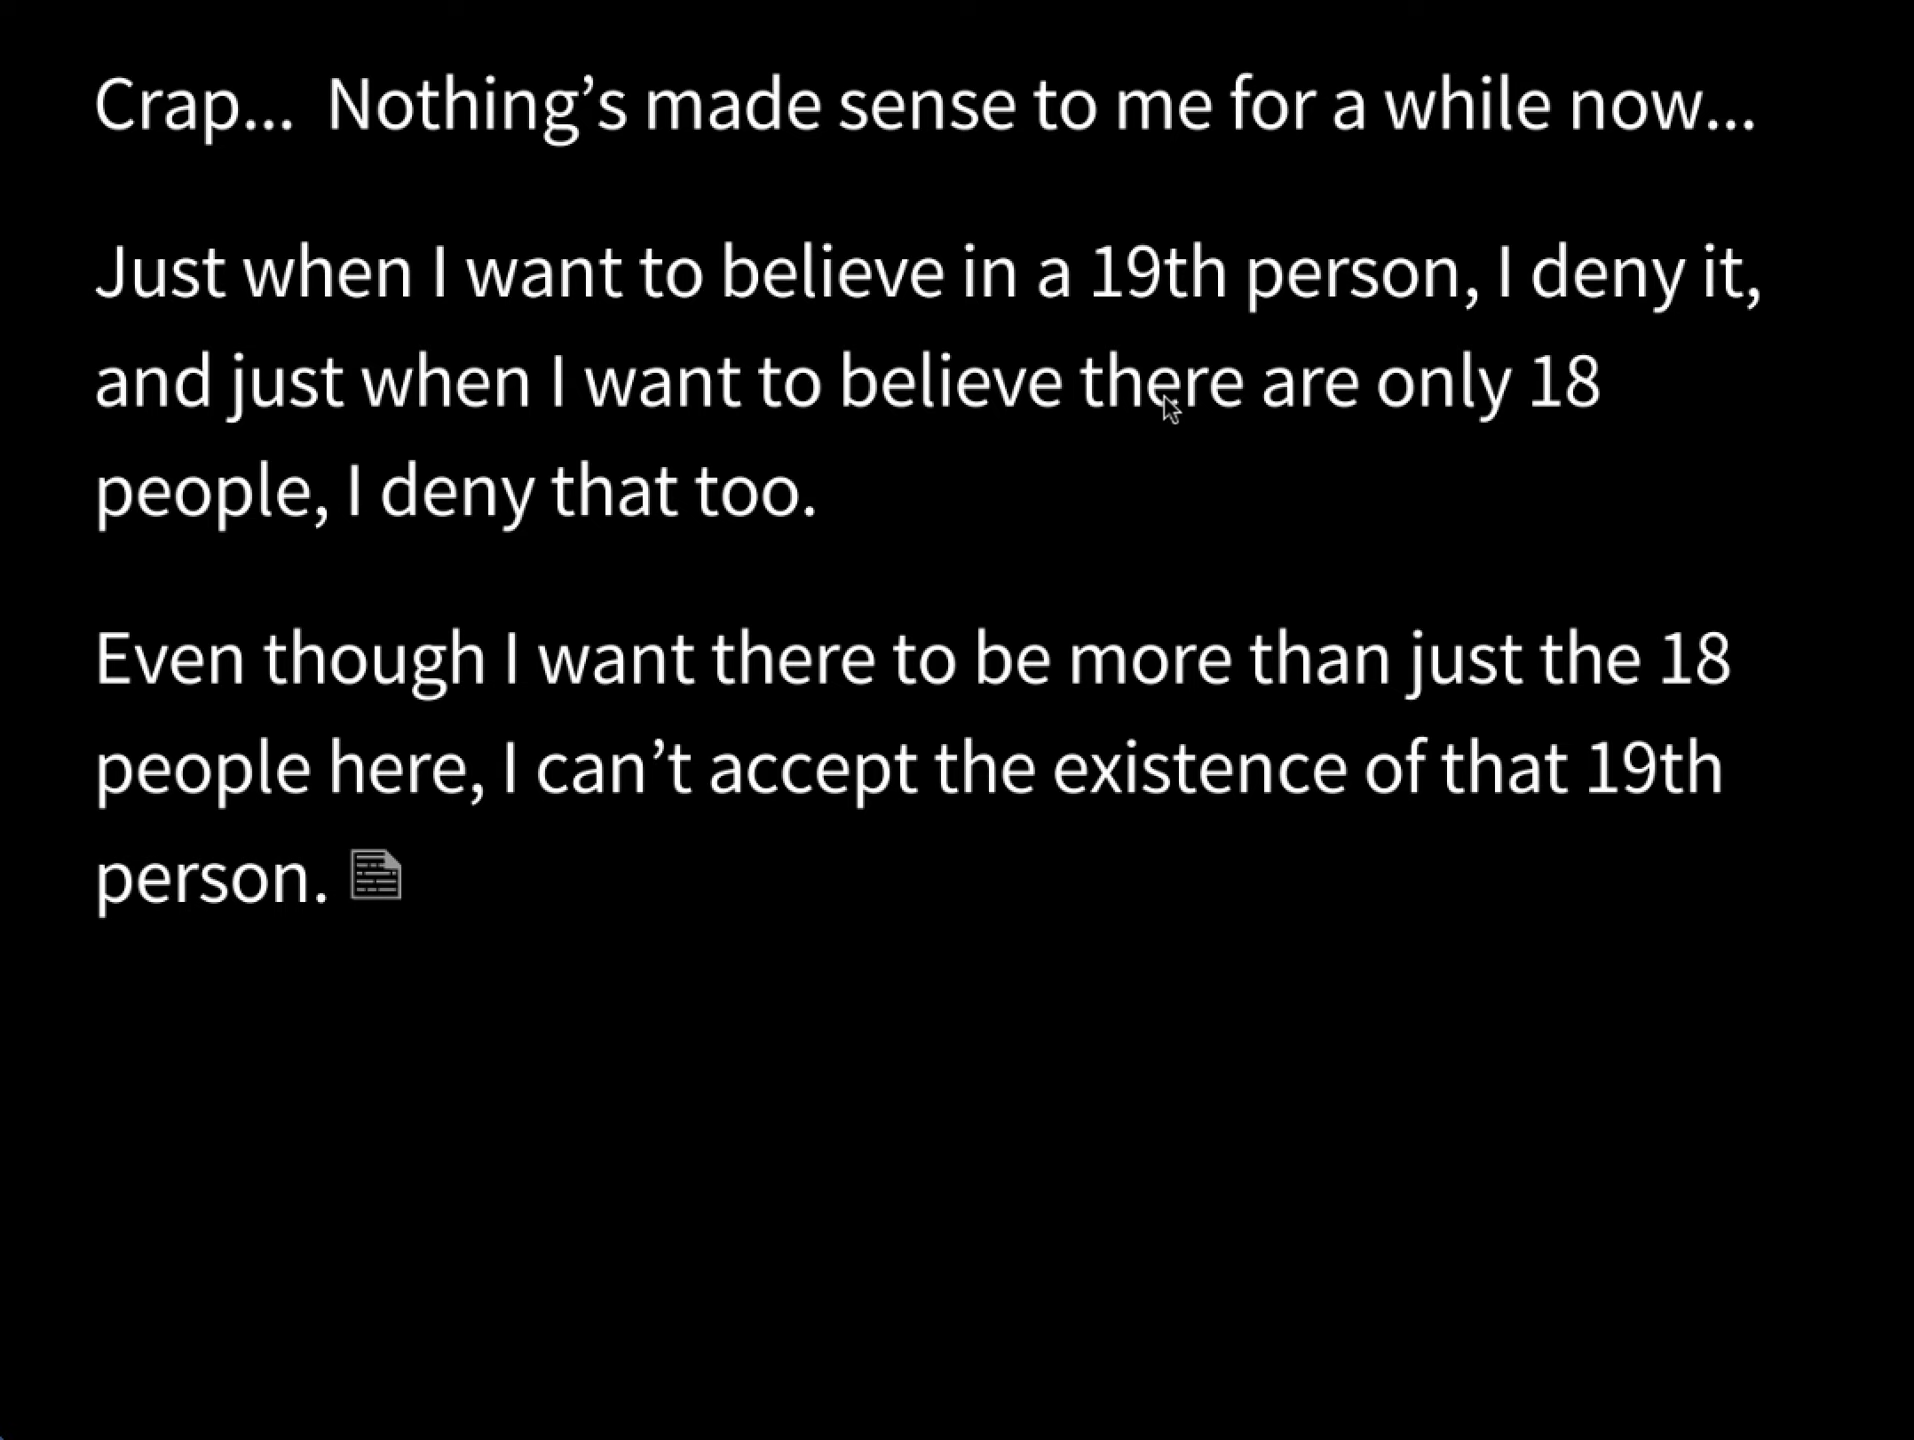 Crap...  Nothing’s made sense to me for a while now...
Just when I want to believe in a 19th person, I deny it,
and just when I want to believe there are only 18
people, I deny that too.
Even though I want there to be more than just the 18
people here, I can’t accept the existence of that 19th
person.